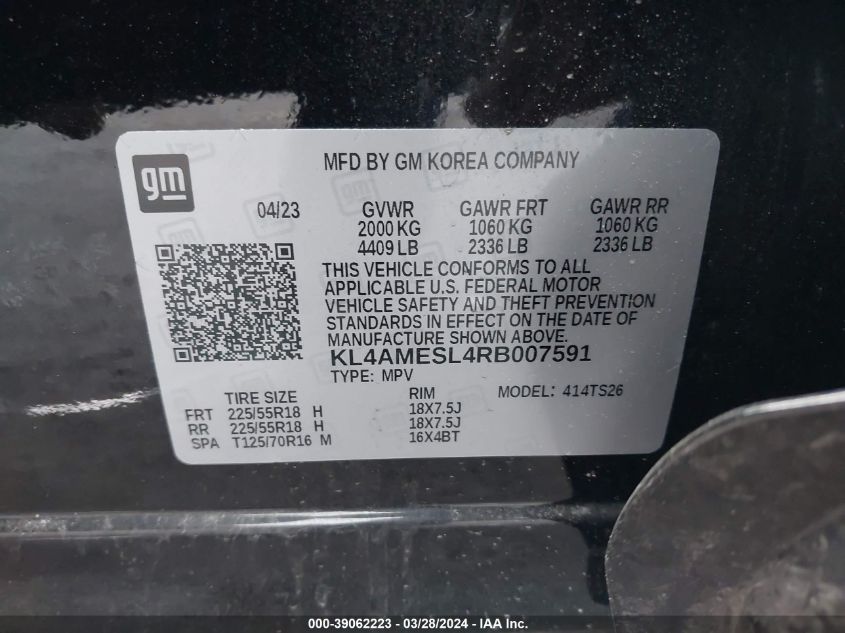 gm
MFD BY GM KOREA COMPANY
04/23 GVWR GAWR FRT GAWR RR
2000 KG 1060 KG 1060 KG
4409 LB 2336 LB 2336 LB
THIS VEHICLE CONFORMS TO ALL
APPLICABLE U.S. FEDERAL MOTOR
VEHICLE SAFETY AND THEFT PREVENTION
STANDARDS IN EFFECT ON THE DATE OF
MANUFACTURE SHOWN ABOVE.
KL4AMESL4RB007591
TYPE: MPV
TIRE SIZE RIM MODEL: 414TS26
FRT 225/55R18 H 18X7.5J
RR 225/55R18 H 18X7.5J
SPA T125/70R16 M 16X4BT
000-39062223 - 03/28/2024 - IAAI.com.